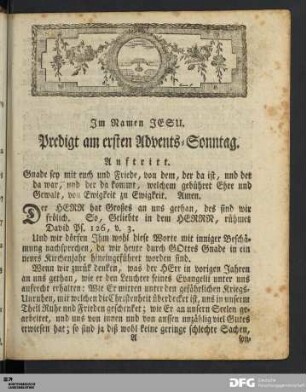 Im Namen JESU.
Predigt am ersten Advents-Sonntag.
Auftritt.
Gnade sey mit euch und Friede, von dem, der da ist, und der
da war, und der da kommt, welchem gebühret Ehre und
Gewalt, von Ewigkeit zu Ewigkeit. Amen.
Der HERR hat Großes an uns gethan, des sind wir
frölich. So, Geliebte in dem HERRN, rühmet
David Ps. 126, v. 3.
Und wir dörfen Ihm wohl diese Worte mit inniger Beschä-
mung nachsprechen, da wir heute durch GOttes Gnade in ein
neues Kirchenjahr hineingeführet worden sind.
Wenn wir zurück denken, was der HErr in vorigen Jahren
an uns gethan, wie er den Leuchter seines Evangelii unter uns
unverrückt erhalten: Wie Er mitten unter den gefährlichen Kriegs-
Unruhen, mit welchen die Christenheit überdecket ist, uns in unserm
Theil Ruhe und Frieden geschenket; wie Er an unsern Seelen ge-
arbeitet, und uns von innen und von aussen unzählig viel Gutes
erwiesen hat; so sind ja diß wohl keine geringe schlechte Sachen,
A son-
DFG